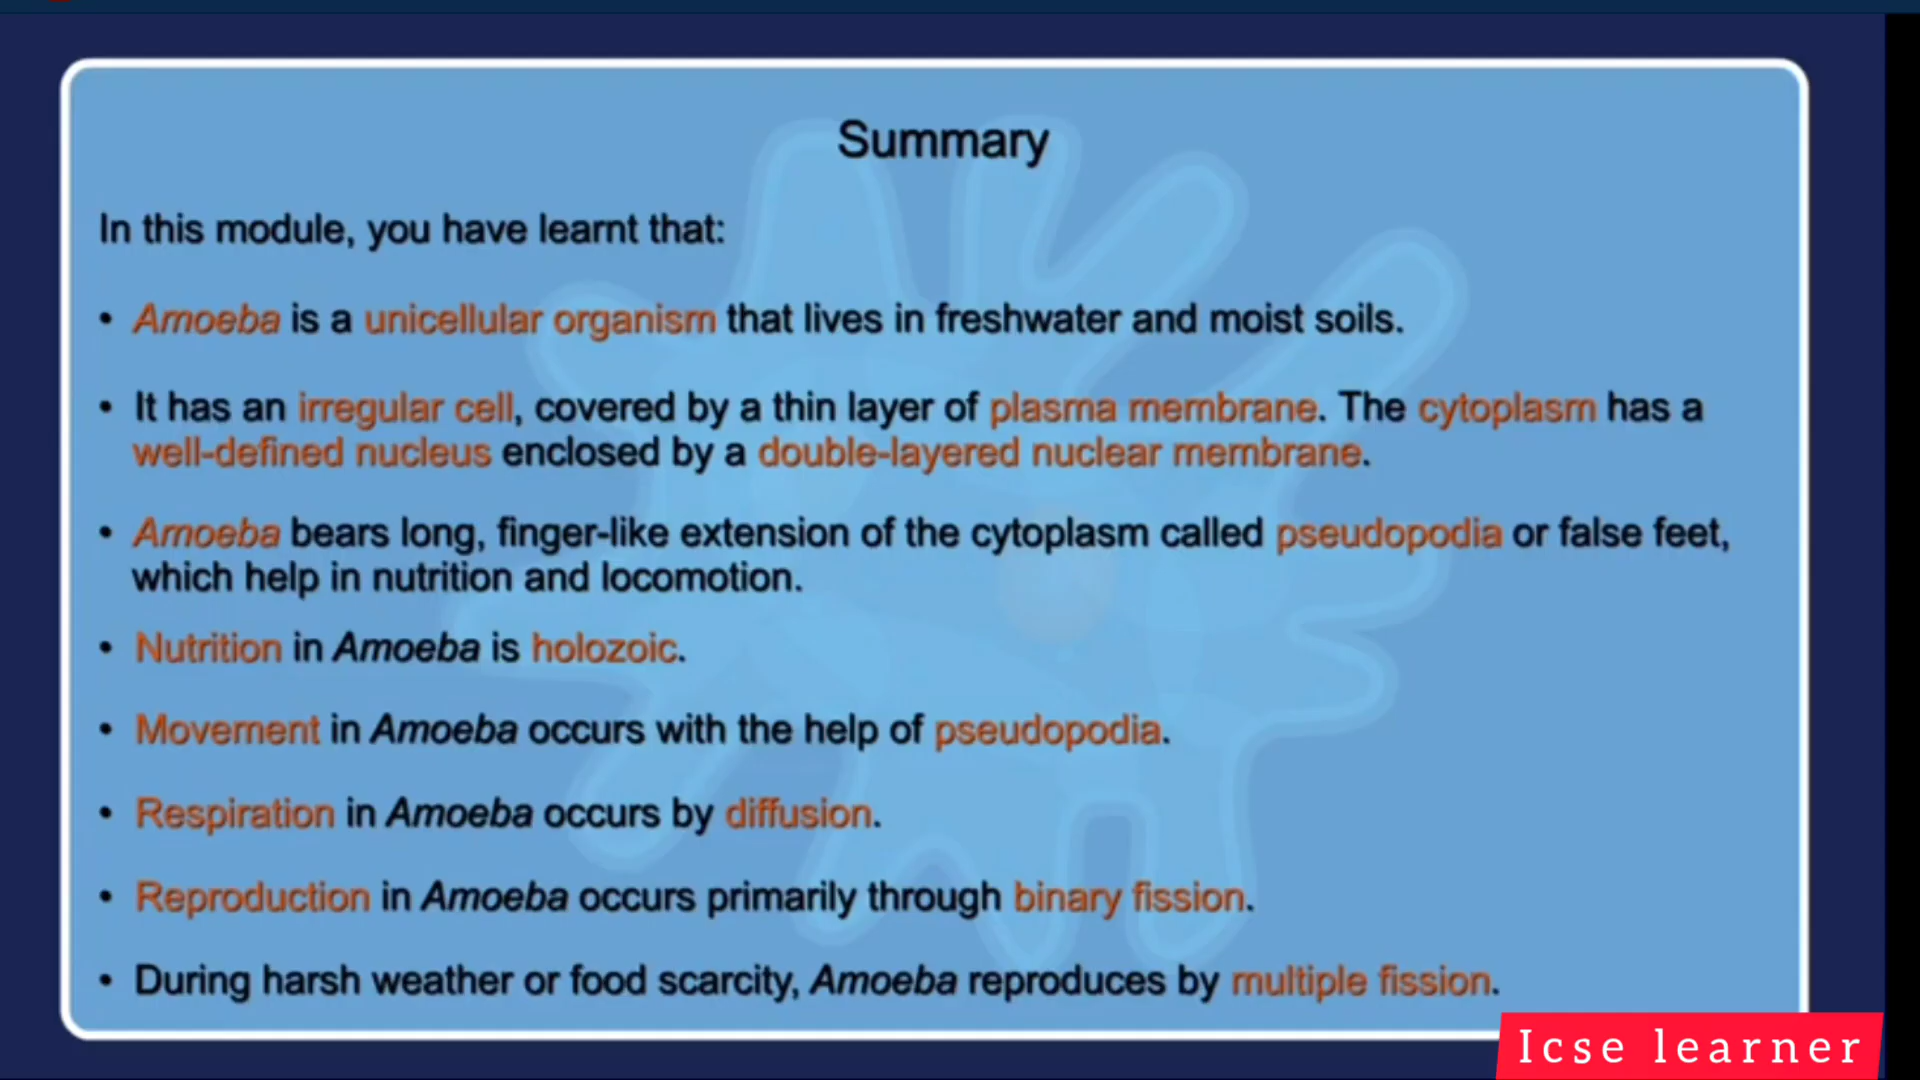 Summary
In this module, you have learnt that:
• Amoeba is a unicellular organism that lives in freshwater and moist soils.
• It has an irregular cell, covered by a thin layer of plasma membrane. The cytoplasm has a
well-defined nucleus enclosed by a double-layered nuclear membrane.
• Amoeba bears long, finger-like extension of the cytoplasm called pseudopodia or false feet,
which help in nutrition and locomotion.
• Nutrition in Amoeba is holozoic.
• Movement in Amoeba occurs with the help of pseudopodia.
• Respiration in Amoeba occurs by diffusion.
• Reproduction in Amoeba occurs primarily through binary fission.
• During harsh weather or food scarcity, Amoeba reproduces by multiple fission.
Icse learner